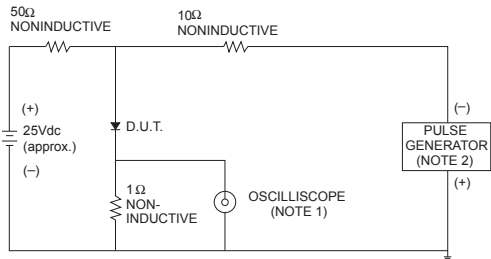 50Ω
NONINDUCTIVE
10Ω
NONINDUCTIVE
(+)
25Vdc
(approx.)
(–)
D.U.T.
1Ω
NON-
INDUCTIVE
OSCILLISCOPE
(NOTE 1)
(–)
PULSE
GENERATOR
(NOTE 2)
(+)